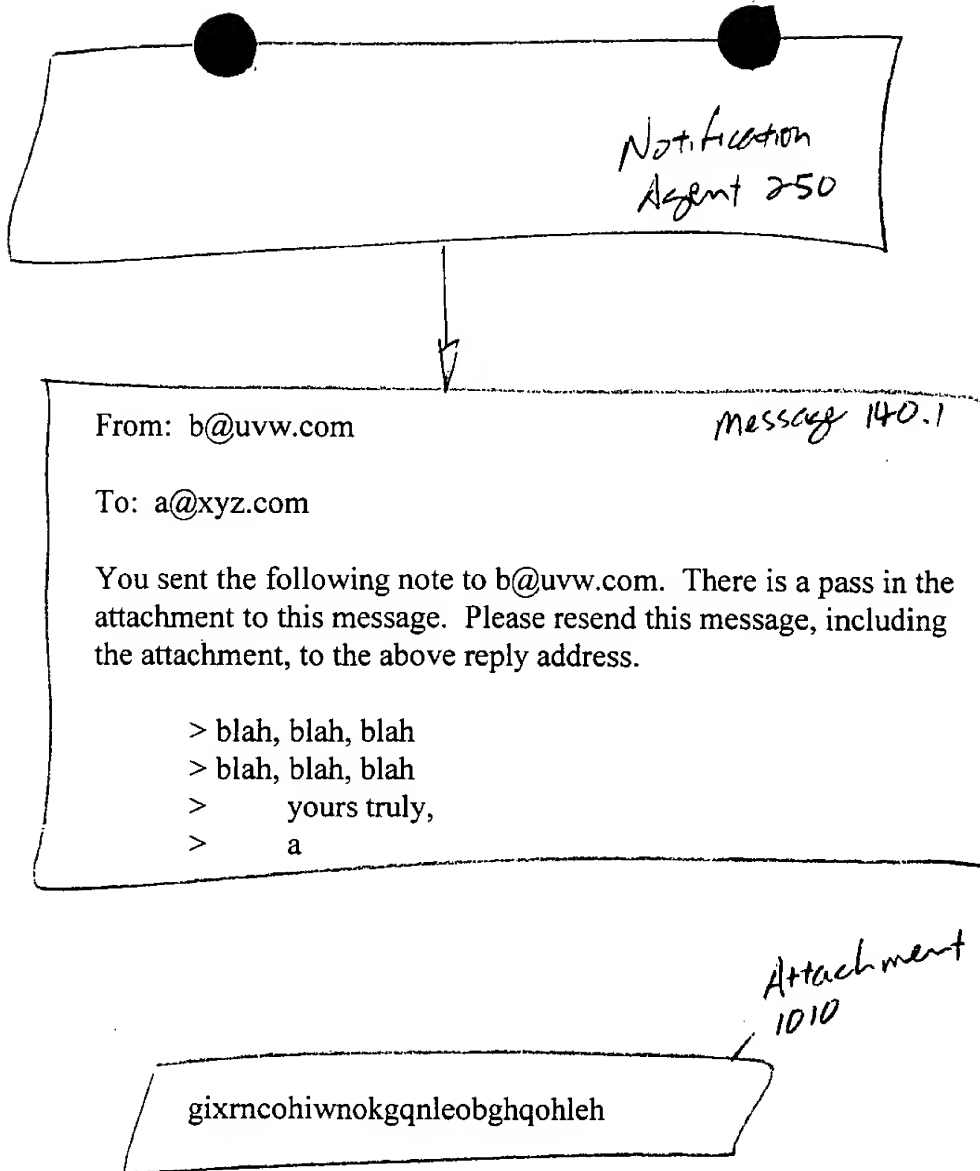 Notification
Agent 250
From: b@uvw.com
message 140.1
To: a@xyz.com
You sent the following note to b@uvw.com. There is a pass in the
attachment to this message. Please resend this message, including
the attachment, to the above reply address.
> blah, blah, blah
> blah, blah, blah
> yours truly,
> a
Attachment
1010
gixrncohiwnokgqnleobghqohleh